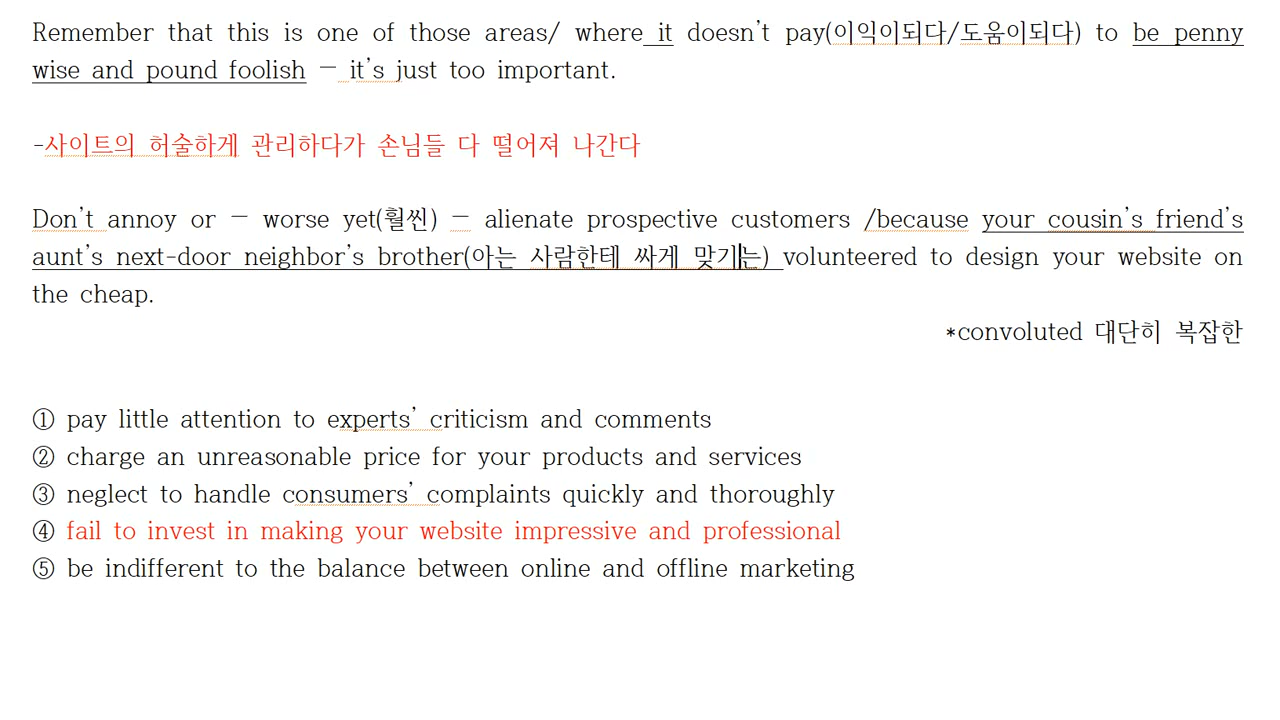 Remember that this is one of those areas/ where it doesn't pay(이익이되다/도움이되다) to be penny
wise and pound foolish — it's just too important.
-사이트의 허술하게 관리하다가 손님들 다 떨어져 나간다
Don't annoy or — worse yet(훨씬) — alienate prospective customers /because your cousin's friend's
aunt's next-door neighbor's brother(아는 사람한테 싸게 맞기는) volunteered to design your website on
the cheap.
*convoluted 대단히 복잡한
① pay little attention to experts' criticism and comments
② charge an unreasonable price for your products and services
③ neglect to handle consumers' complaints quickly and thoroughly
④ fail to invest in making your website impressive and professional
⑤ be indifferent to the balance between online and offline marketing